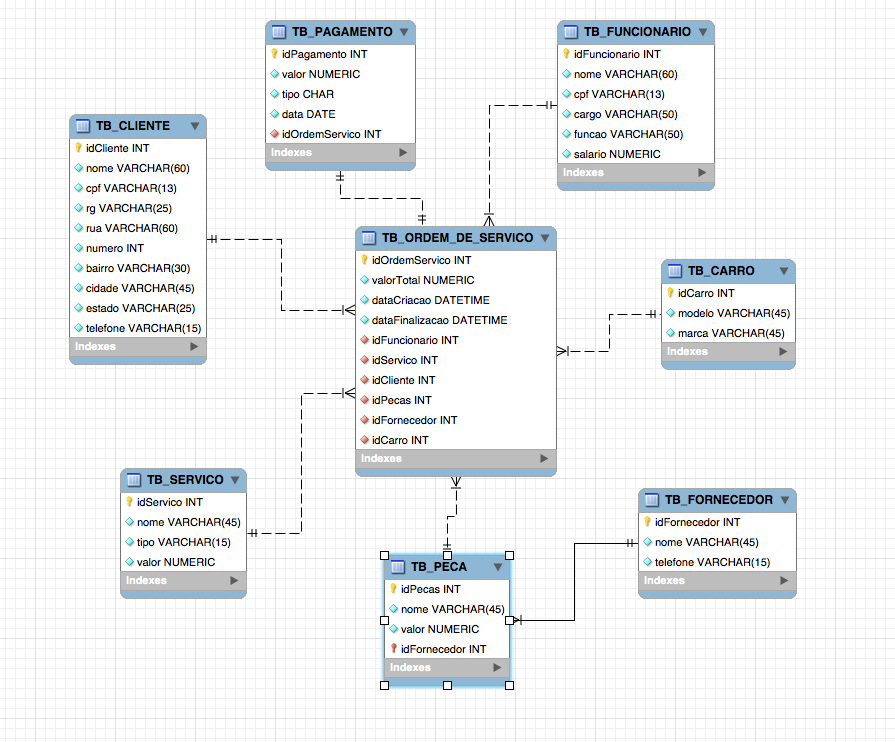 TB_PAGAMENTO
idPagamento INT
valor NUMERIC
tipo CHAR
data DATE
idOrdemServico INT
Indexes
TB_FUNCIONARIO
idFuncionario INT
nome VARCHAR(60)
cpf VARCHAR(13)
cargo VARCHAR(50)
funcao VARCHAR(50)
salario NUMERIC
Indexes
TB_CLIENTE
idCliente INT
nome VARCHAR(60)
cpf VARCHAR(13)
rg VARCHAR(25)
rua VARCHAR(60)
numero INT
bairro VARCHAR(30)
cidade VARCHAR(45)
estado VARCHAR(25)
telefone VARCHAR(15)
Indexes
TB_ORDEM_DE_SERVICO
idOrdemServico INT
valorTotal NUMERIC
dataCriacao DATETIME
dataFinalizacao DATETIME
idFuncionario INT
idServico INT
idCliente INT
idPecas INT
idFornecedor INT
idCarro INT
Indexes
TB_CARRO
idCarro INT
modelo VARCHAR(45)
marca VARCHAR(45)
Indexes
TB_SERVICO
idServico INT
nome VARCHAR(45)
tipo VARCHAR(15)
valor NUMERIC
Indexes
TB_FORNECEDOR
idFornecedor INT
nome VARCHAR(45)
telefone VARCHAR(15)
Indexes
TB_PECA
idPecas INT
nome VARCHAR(45)
valor NUMERIC
idFornecedor INT
Indexes